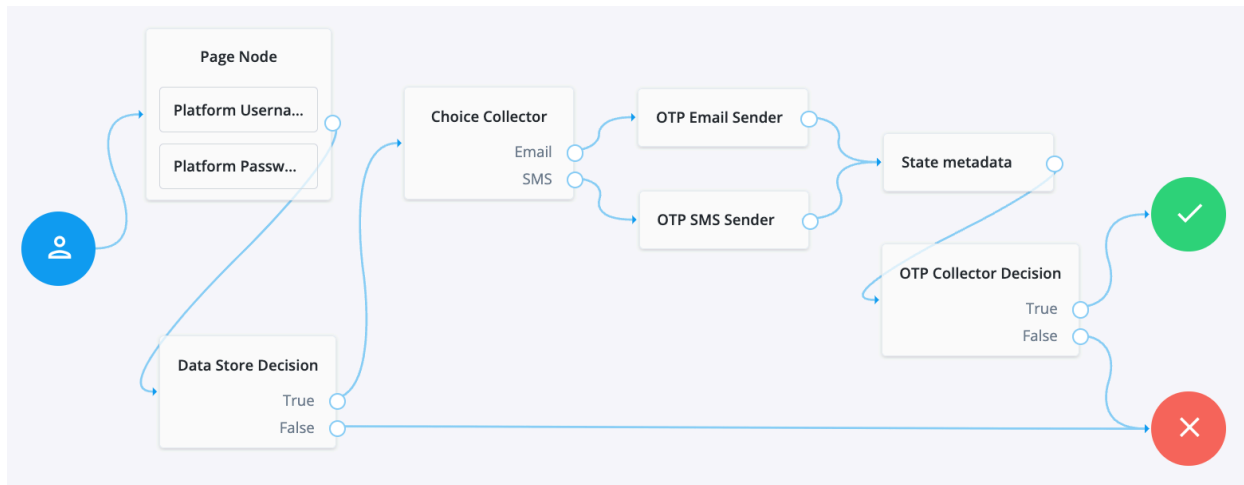 Page Node
Platform Userna...
Platform Passw...
Choice Collector
Email
SMS
OTP Email Sender
OTP SMS Sender
State metadata
OTP Collector Decision
True
False
Data Store Decision
True
False